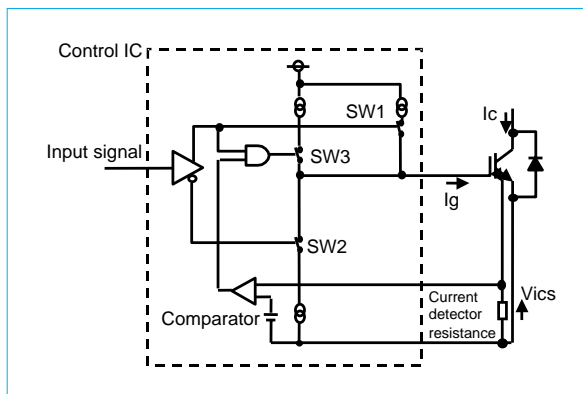 Control IC
SW1
Ic
Input signal
SW3
Ig
SW2
Comparator
Current
detector
resistance
Vics